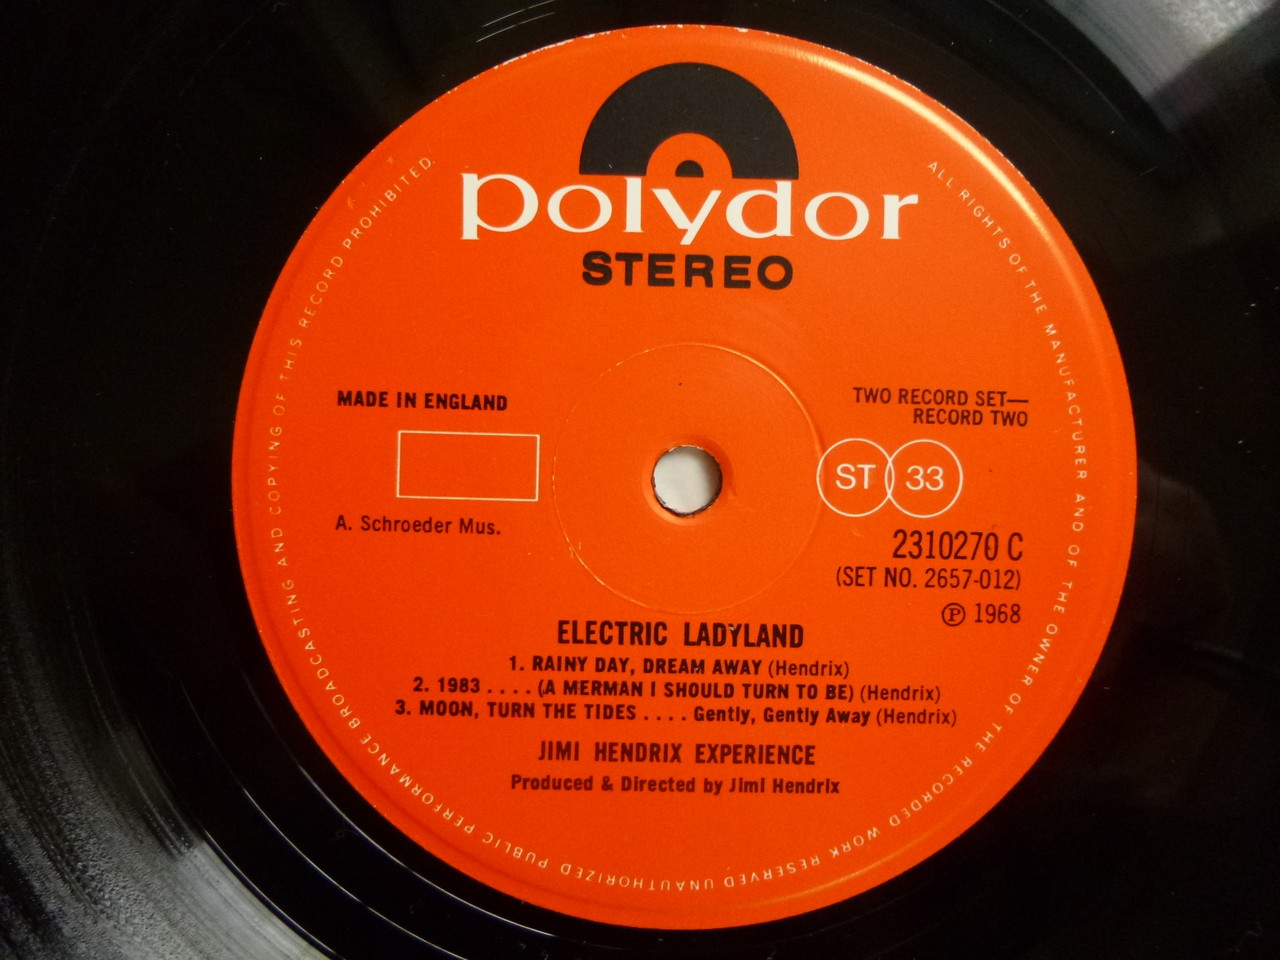 polydor
STEREO
MADE IN ENGLAND
A. Schroeder Mus.
TWO RECORD SET—
RECORD TWO
ST 33
2310270 C
(SET NO. 2657-012)
℗ 1968
ELECTRIC LADYLAND
1. RAINY DAY, DREAM AWAY (Hendrix)
2. 1983 . . . . (A MERMAN I SHOULD TURN TO BE) (Hendrix)
3. MOON, TURN THE TIDES . . . . Gently, Gently Away (Hendrix)
JIMI HENDRIX EXPERIENCE
Produced & Directed by Jimi Hendrix
ALL RIGHTS OF THE MANUFACTURER AND OF THE OWNER OF THE RECORDED WORK RESERVED UNAUTHORIZED PUBLIC PERFORMANCE BROADCASTING AND COPYING OF THIS RECORD PROHIBITED.